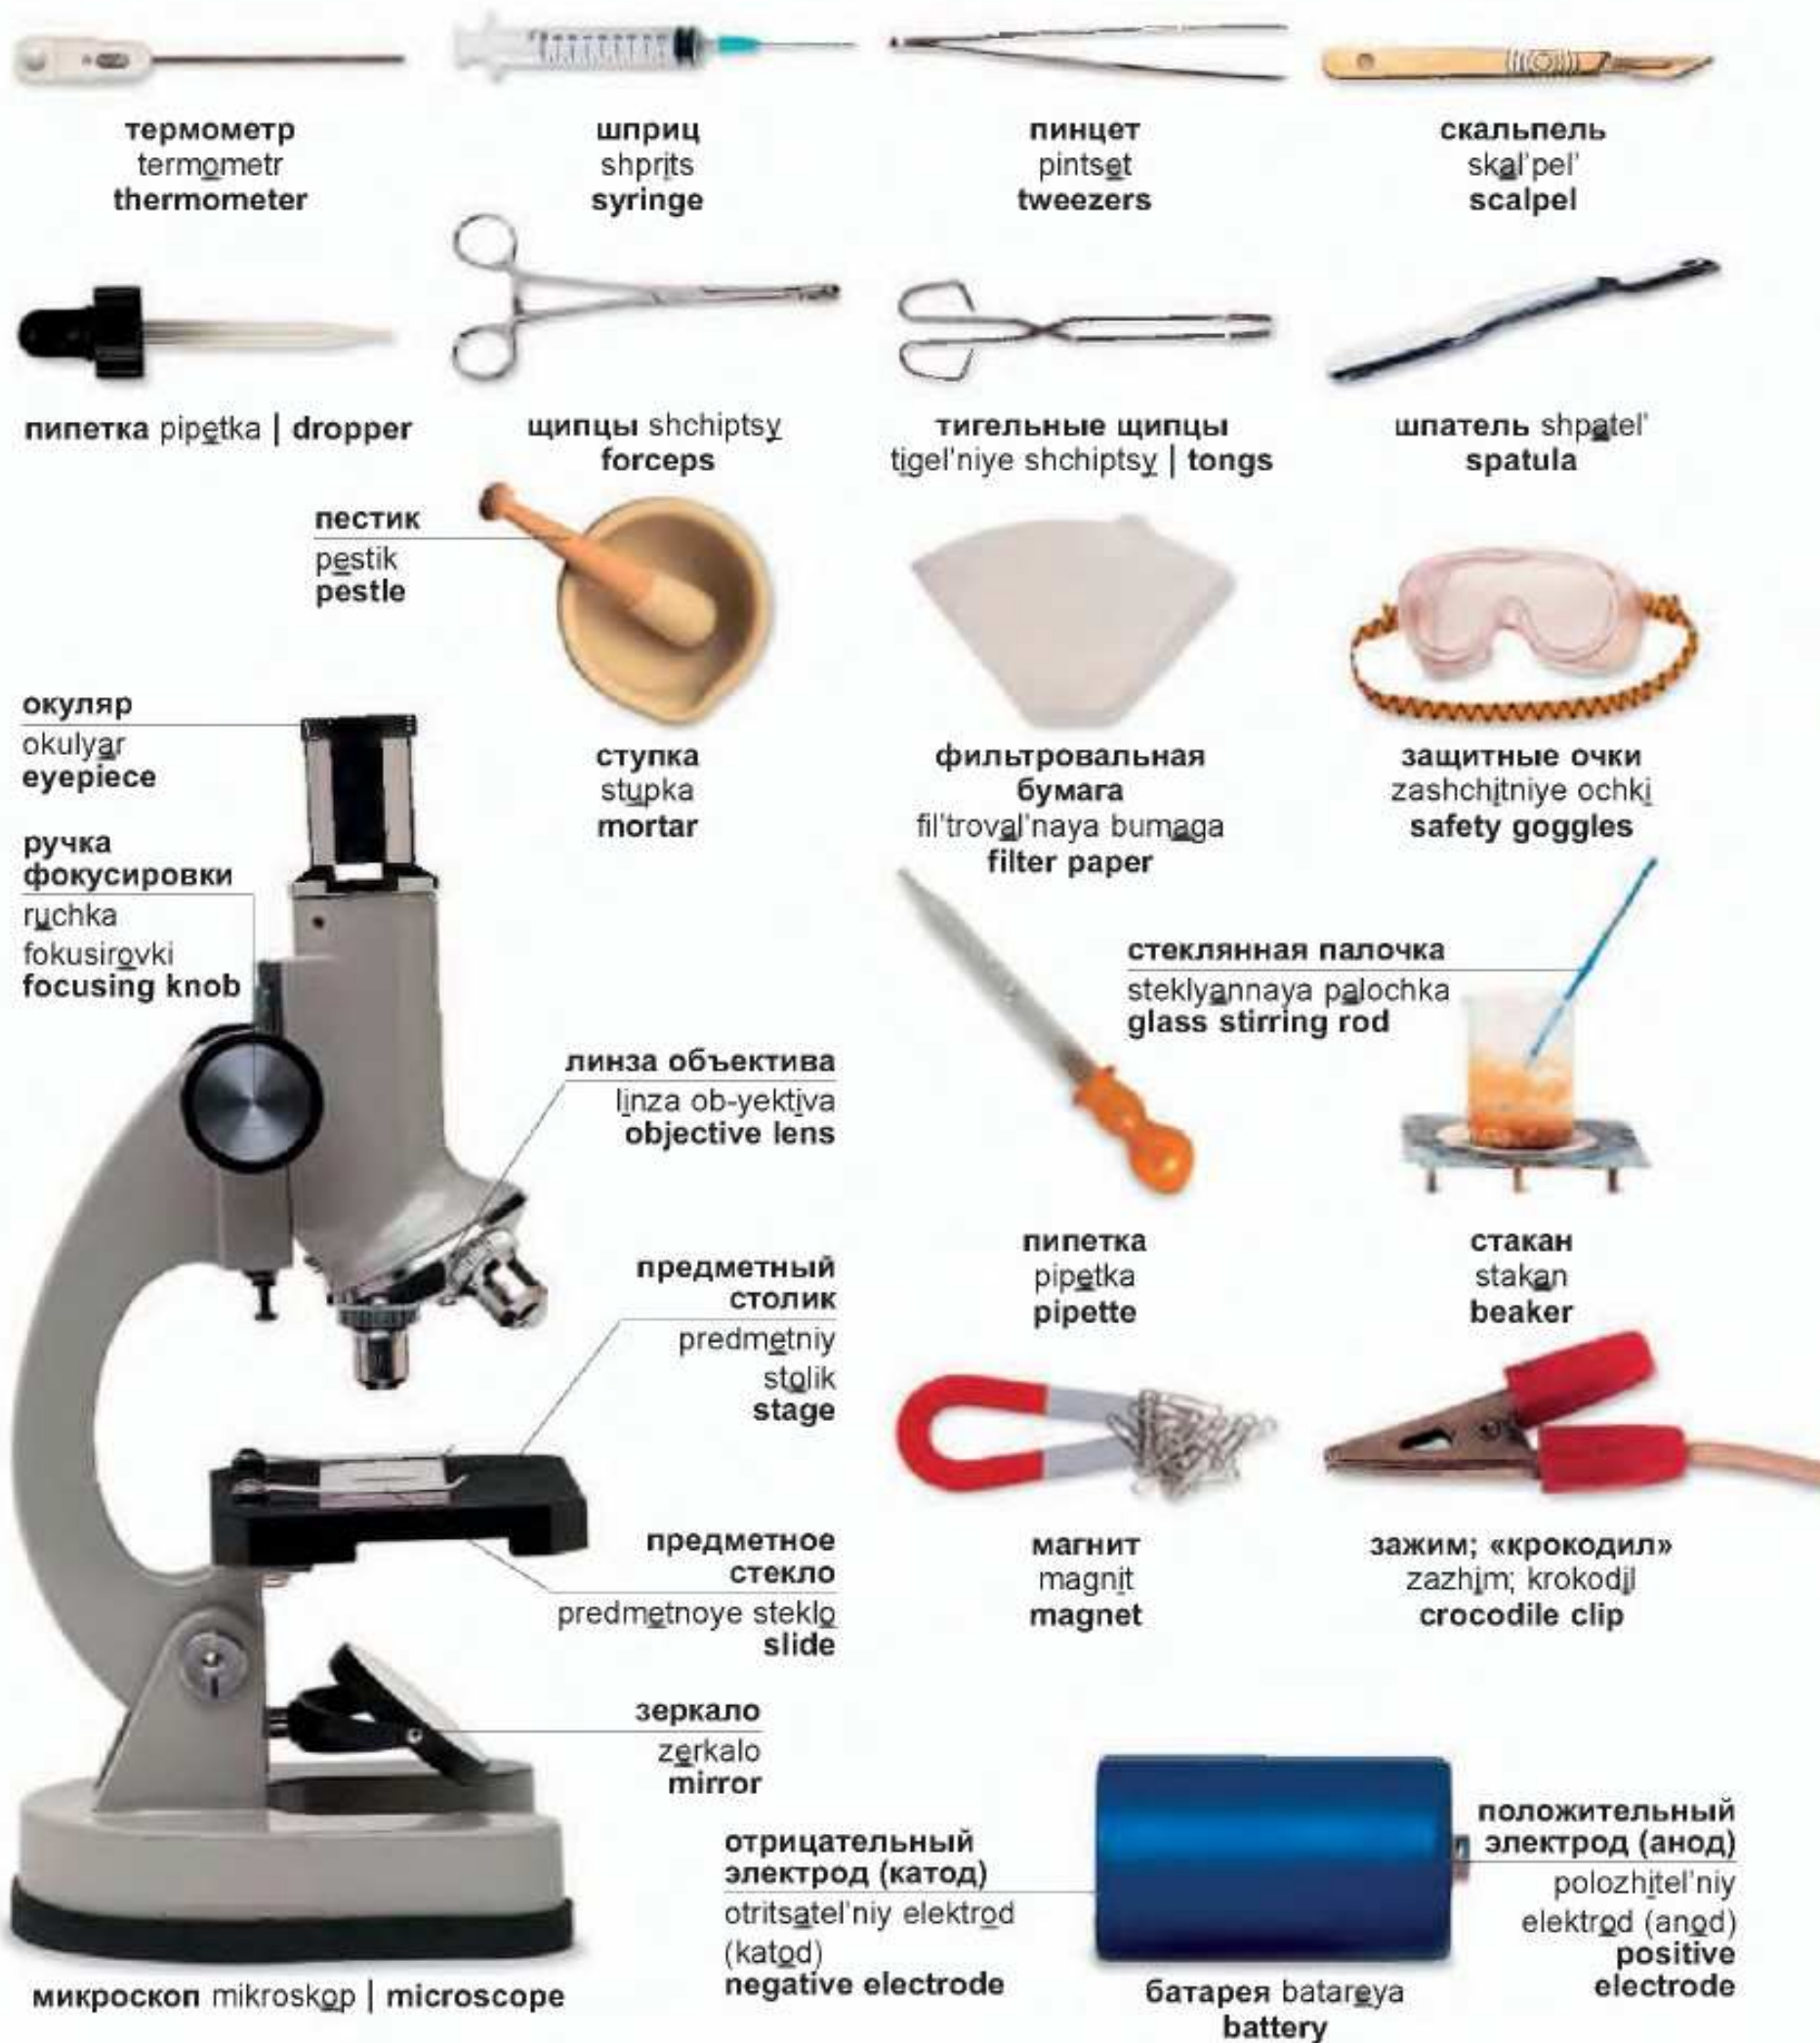 термометр
termometr
thermometer
шприц
shprits
syringe
пинцет
pintset
tweezers
скальпель
skal'pel'
scalpel
пипетка pipetka | dropper
щипцы shchiptsy
forceps
тигельные щипцы
tigel'niye shchiptsy | tongs
шпатель shpatel'
spatula
пестик
pestik
pestle
ступка
stupka
mortar
фильтровальная
бумага
fil'troval'naya bumaga
filter paper
защитные очки
zashchitniye ochki
safety goggles
окуляр
okulyar
eyepiece
ручка
фокусировки
ruchka
fokusirovki
focusing knob
линза объектива
linza ob-yektiva
objective lens
предметный
столик
predmetniy
stolik
stage
предметное
стекло
predmetnoye steklo
slide
зеркало
zerkalo
mirror
микроскоп mikroskop | microscope
стеклянная палочка
steklyannaya palochka
glass stirring rod
пипетка
pipetka
pipette
стакан
stakan
beaker
магнит
magnit
magnet
зажим; «крокодил»
zazhim; krokodil
crocodile clip
отрицательный
электрод (катод)
otritsatel'niy elektrod
(katod)
negative electrode
батарея batareya
battery
положительный
электрод (анод)
polozhitel'niy
elektrod (anod)
positive
electrode